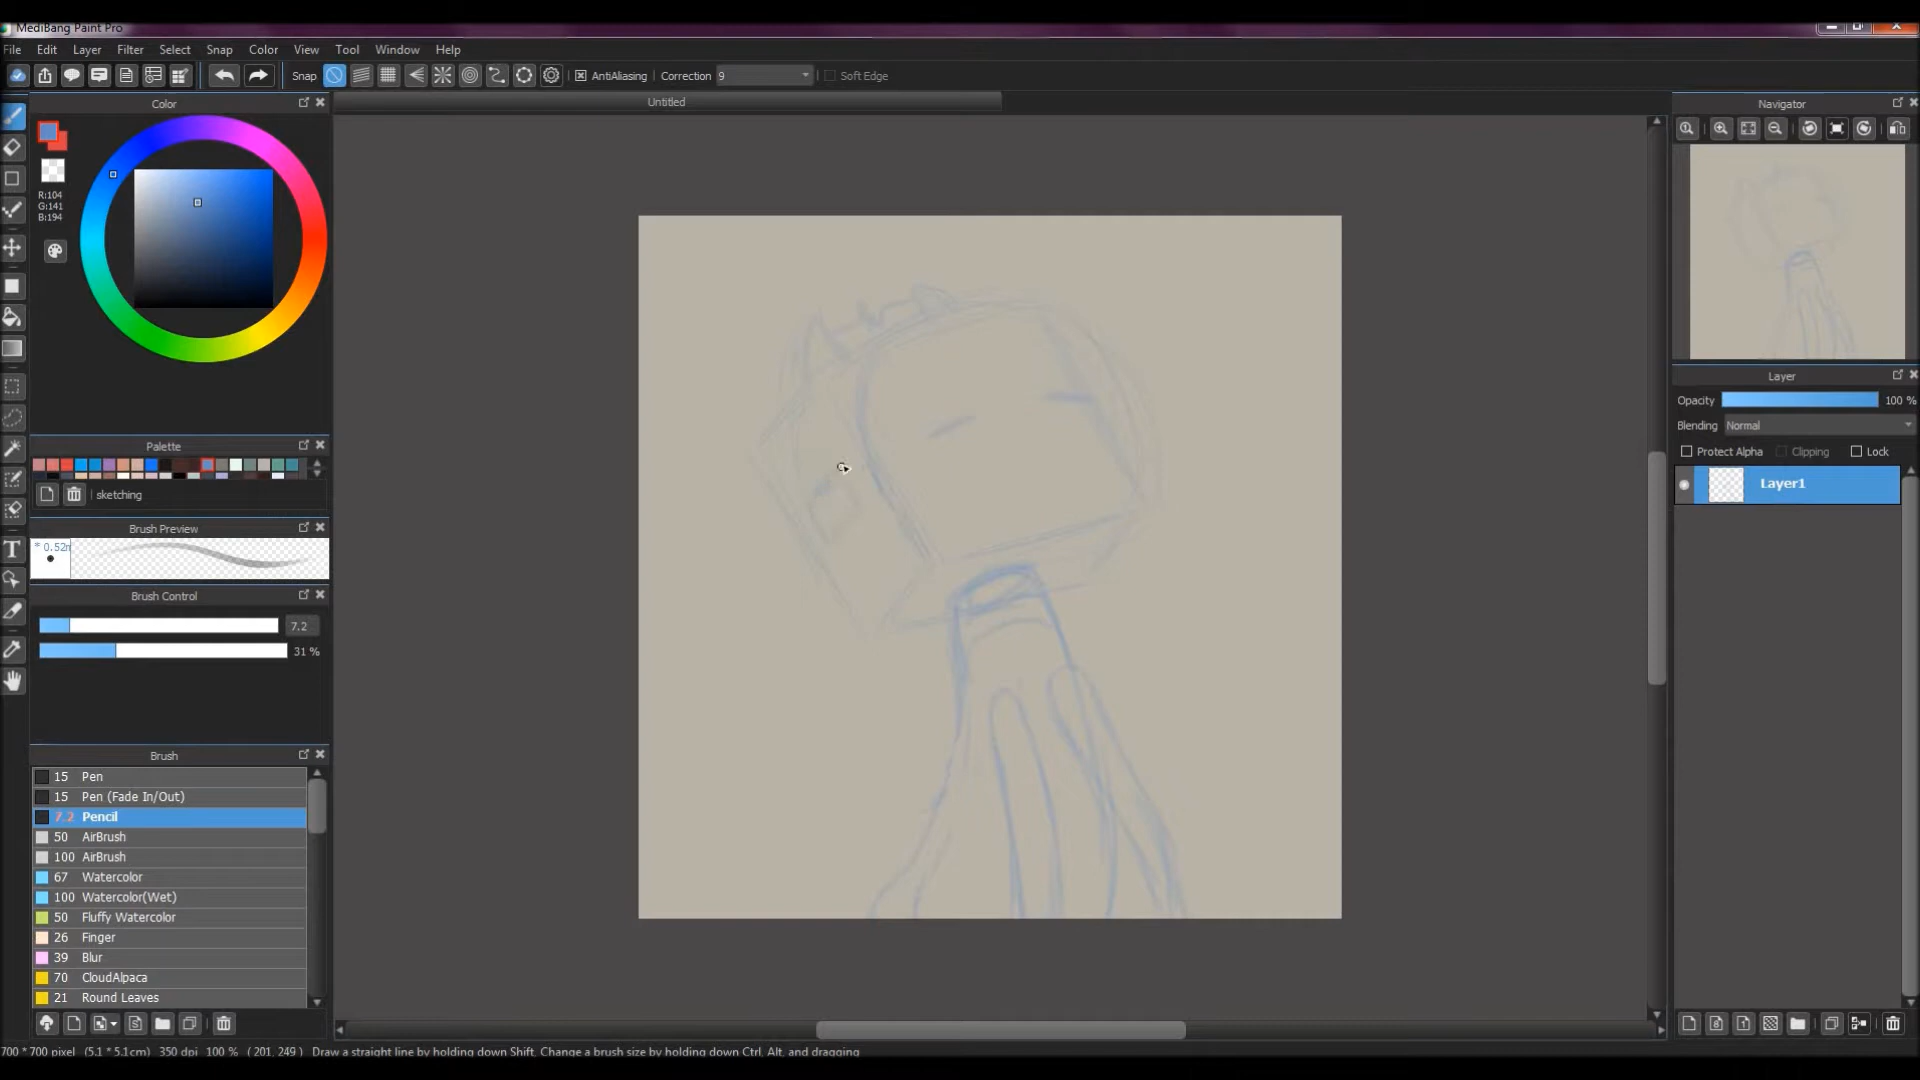 MediBang Paint Pro
File Edit Layer Filter Select Snap Color View Tool Window Help
Snap AntiAliasing Correction 9 Soft Edge
Color
Untitled
Navigator
R:104
G:141
B:194
Layer
Opacity 100 %
Blending Normal
Protect Alpha Clipping Lock
Layer1
Palette
sketching
Brush Preview
* 0.52m
Brush Control
7.2
31 %
Brush
15 Pen
15 Pen (Fade In/Out)
7.2 Pencil
50 AirBrush
100 AirBrush
67 Watercolor
100 Watercolor(Wet)
50 Fluffy Watercolor
26 Finger
39 Blur
70 CloudAlpaca
21 Round Leaves
700 * 700 pixel (5.1 * 5.1cm) 350 dpi 100 % ( 201, 249 ) Draw a straight line by holding down Shift, Change a brush size by holding down Ctrl, Alt, and dragging